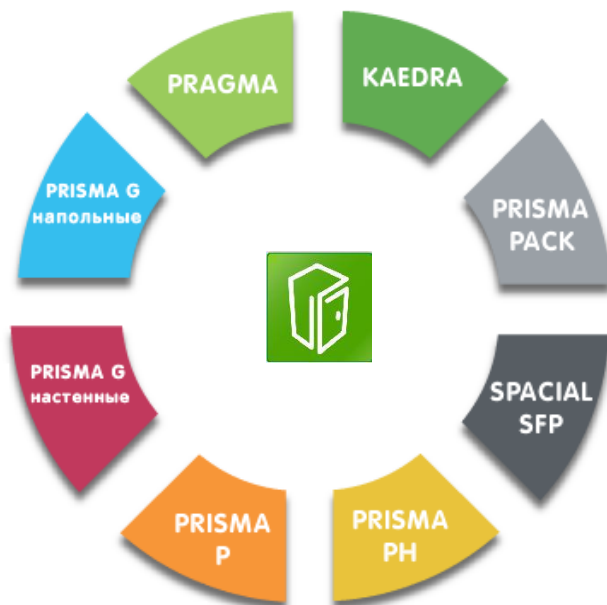 PRAGMA
KAEDRA
PRISMA G
напольные
PRISMA
PACK
PRISMA G
настенные
SPACIAL
SFP
PRISMA
P
PRISMA
PH